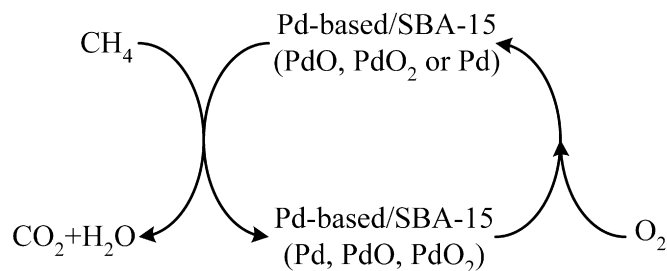 CH₄
Pd-based/SBA-15
(PdO, PdO₂ or Pd)
CO₂+H₂O
Pd-based/SBA-15
(Pd, PdO, PdO₂)
O₂